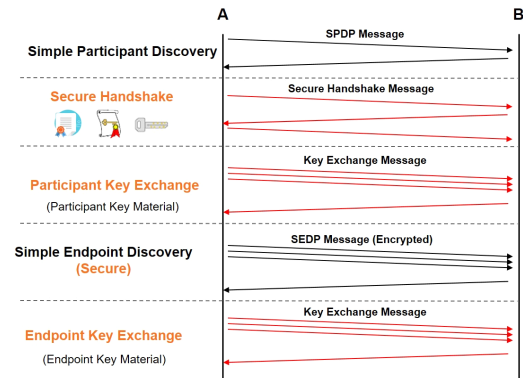 A
B
SPDP Message
Simple Participant Discovery
Secure Handshake
Secure Handshake Message
Key Exchange Message
Participant Key Exchange
(Participant Key Material)
SEDP Message (Encrypted)
Simple Endpoint Discovery
(Secure)
Key Exchange Message
Endpoint Key Exchange
(Endpoint Key Material)